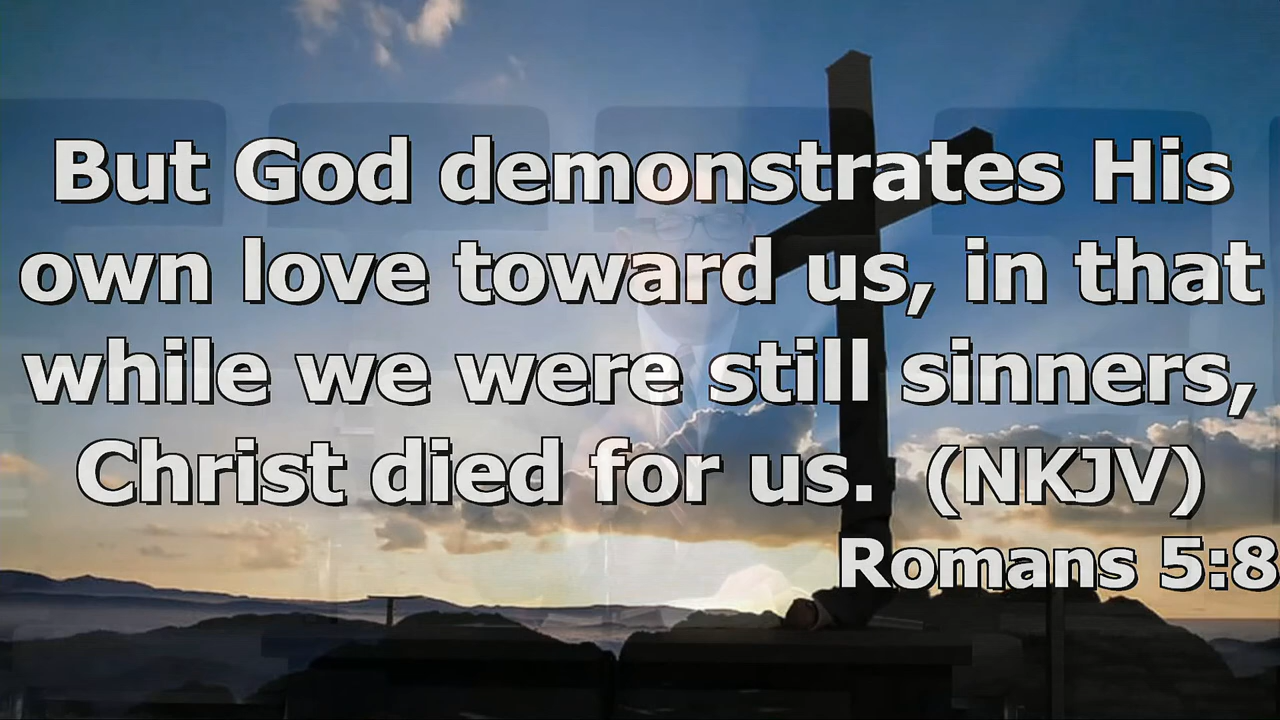 But God demonstrates His
own love toward us, in that
while we were still sinners,
Christ died for us. (NKJV)
Romans 5:8